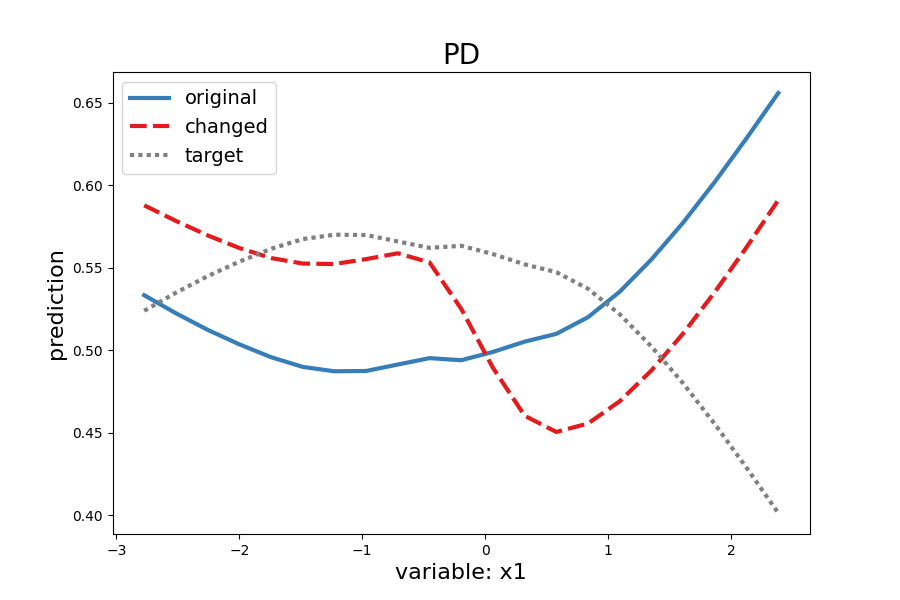 PD
original
changed
target
prediction
0.65
0.60
0.55
0.50
0.45
0.40
−3
−2
−1
0
1
2
variable: x1